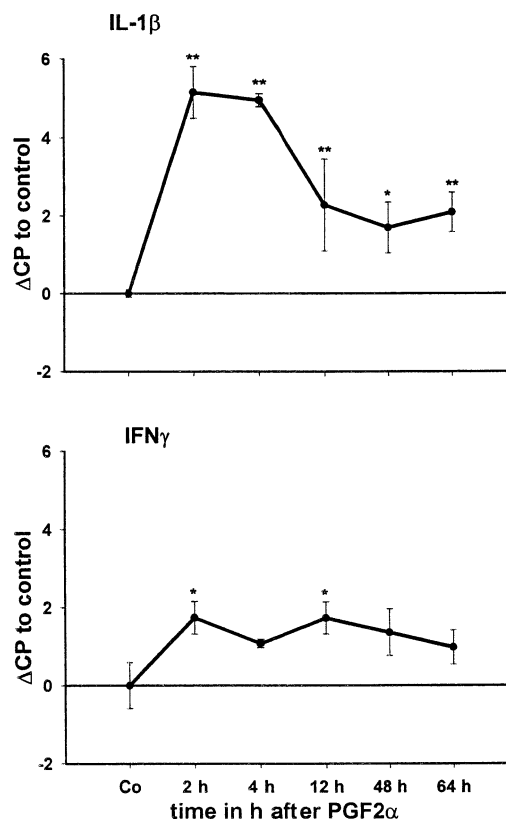 IL-1β
6
4
2
0
-2
ΔCP to control
** ** ** * **
IFNγ
6
4
2
0
-2
ΔCP to control
* *
Co 2 h 4 h 12 h 48 h 64 h
time in h after PGF2α